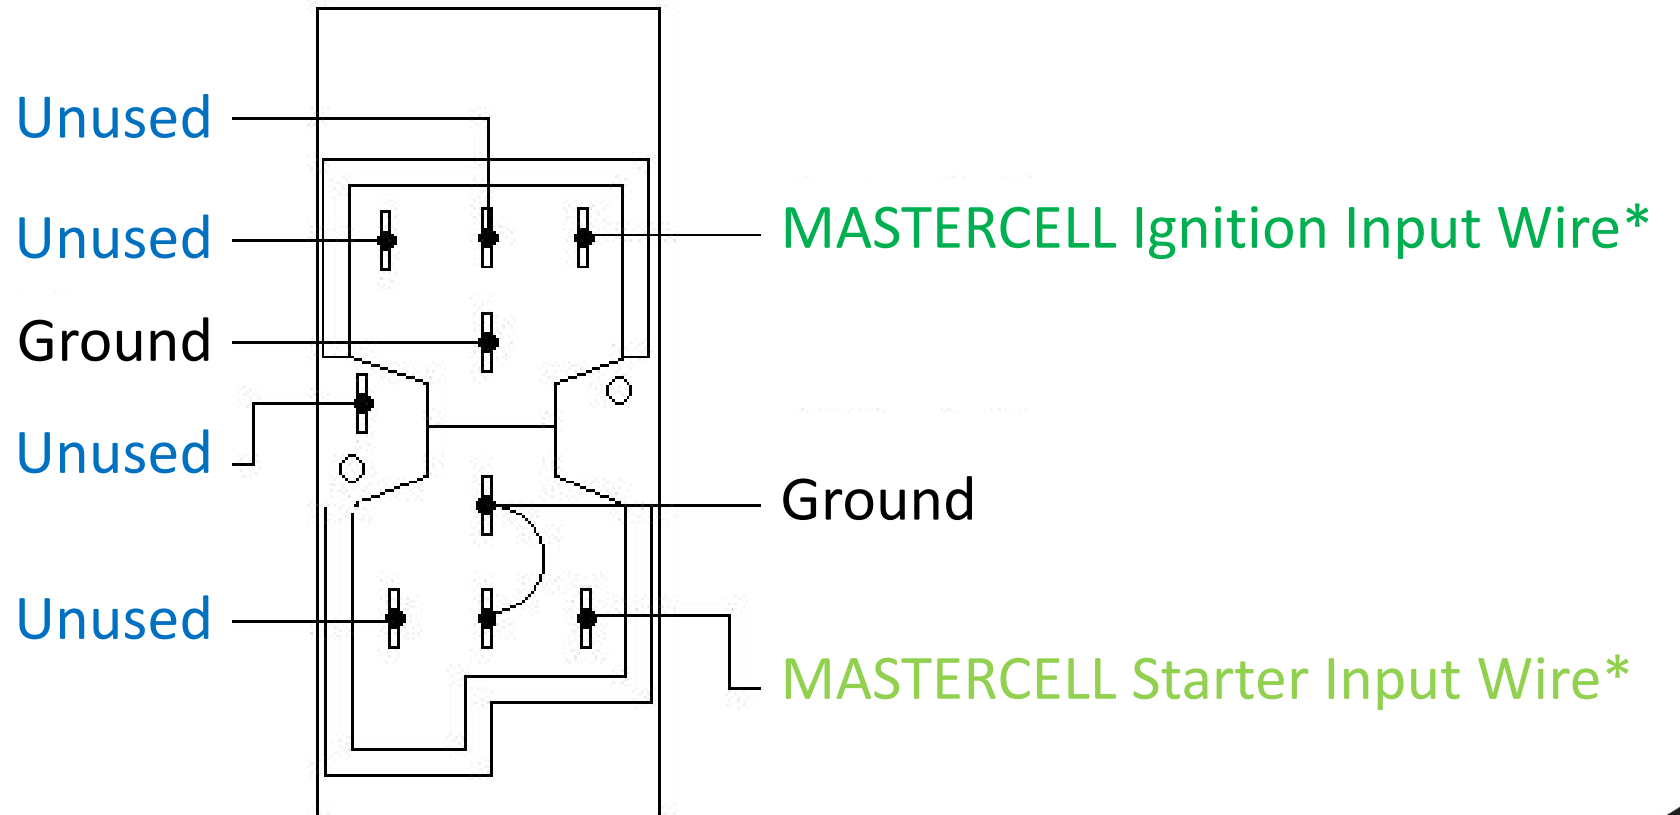 Unused
Unused
MASTERCELL Ignition Input Wire*
Ground
Unused
Ground
Unused
MASTERCELL Starter Input Wire*